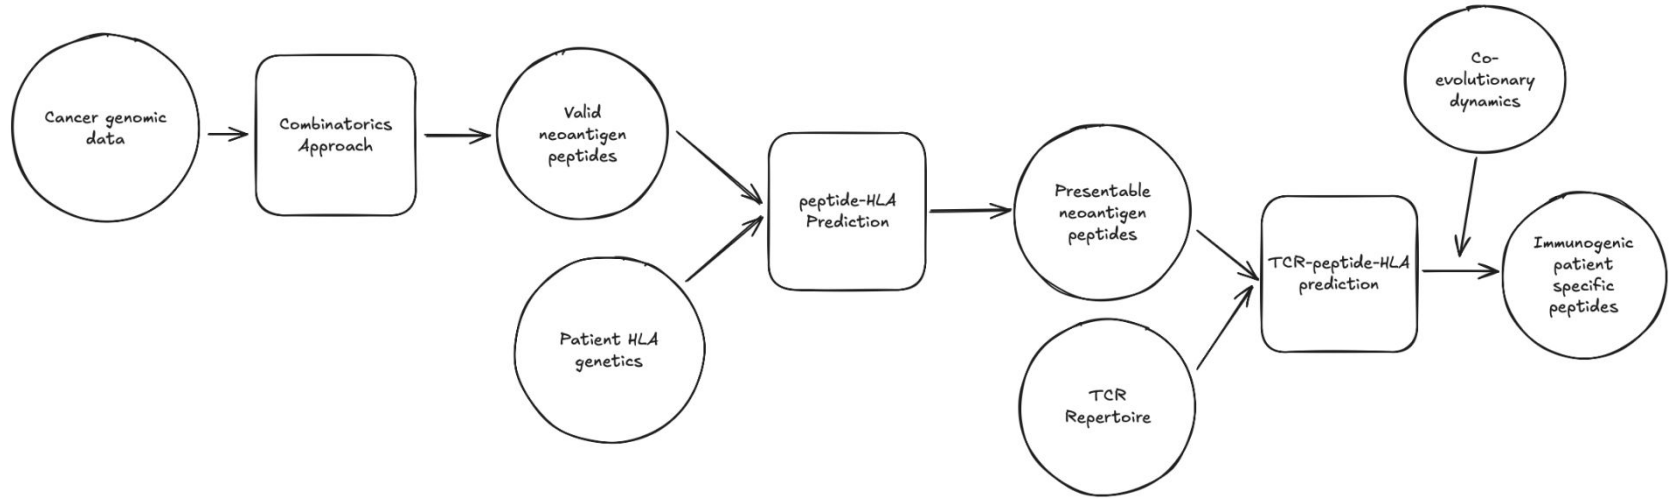 Cancer genomic
data
Combinatorics
Approach
Valid
neoantigen
peptides
Patient HLA
genetics
peptide-HLA
Prediction
Presentable
neoantigen
peptides
TCR
Repertoire
TCR-peptide-HLA
prediction
Co-
evolutionary
dynamics
Immunogenic
patient
specific
peptides